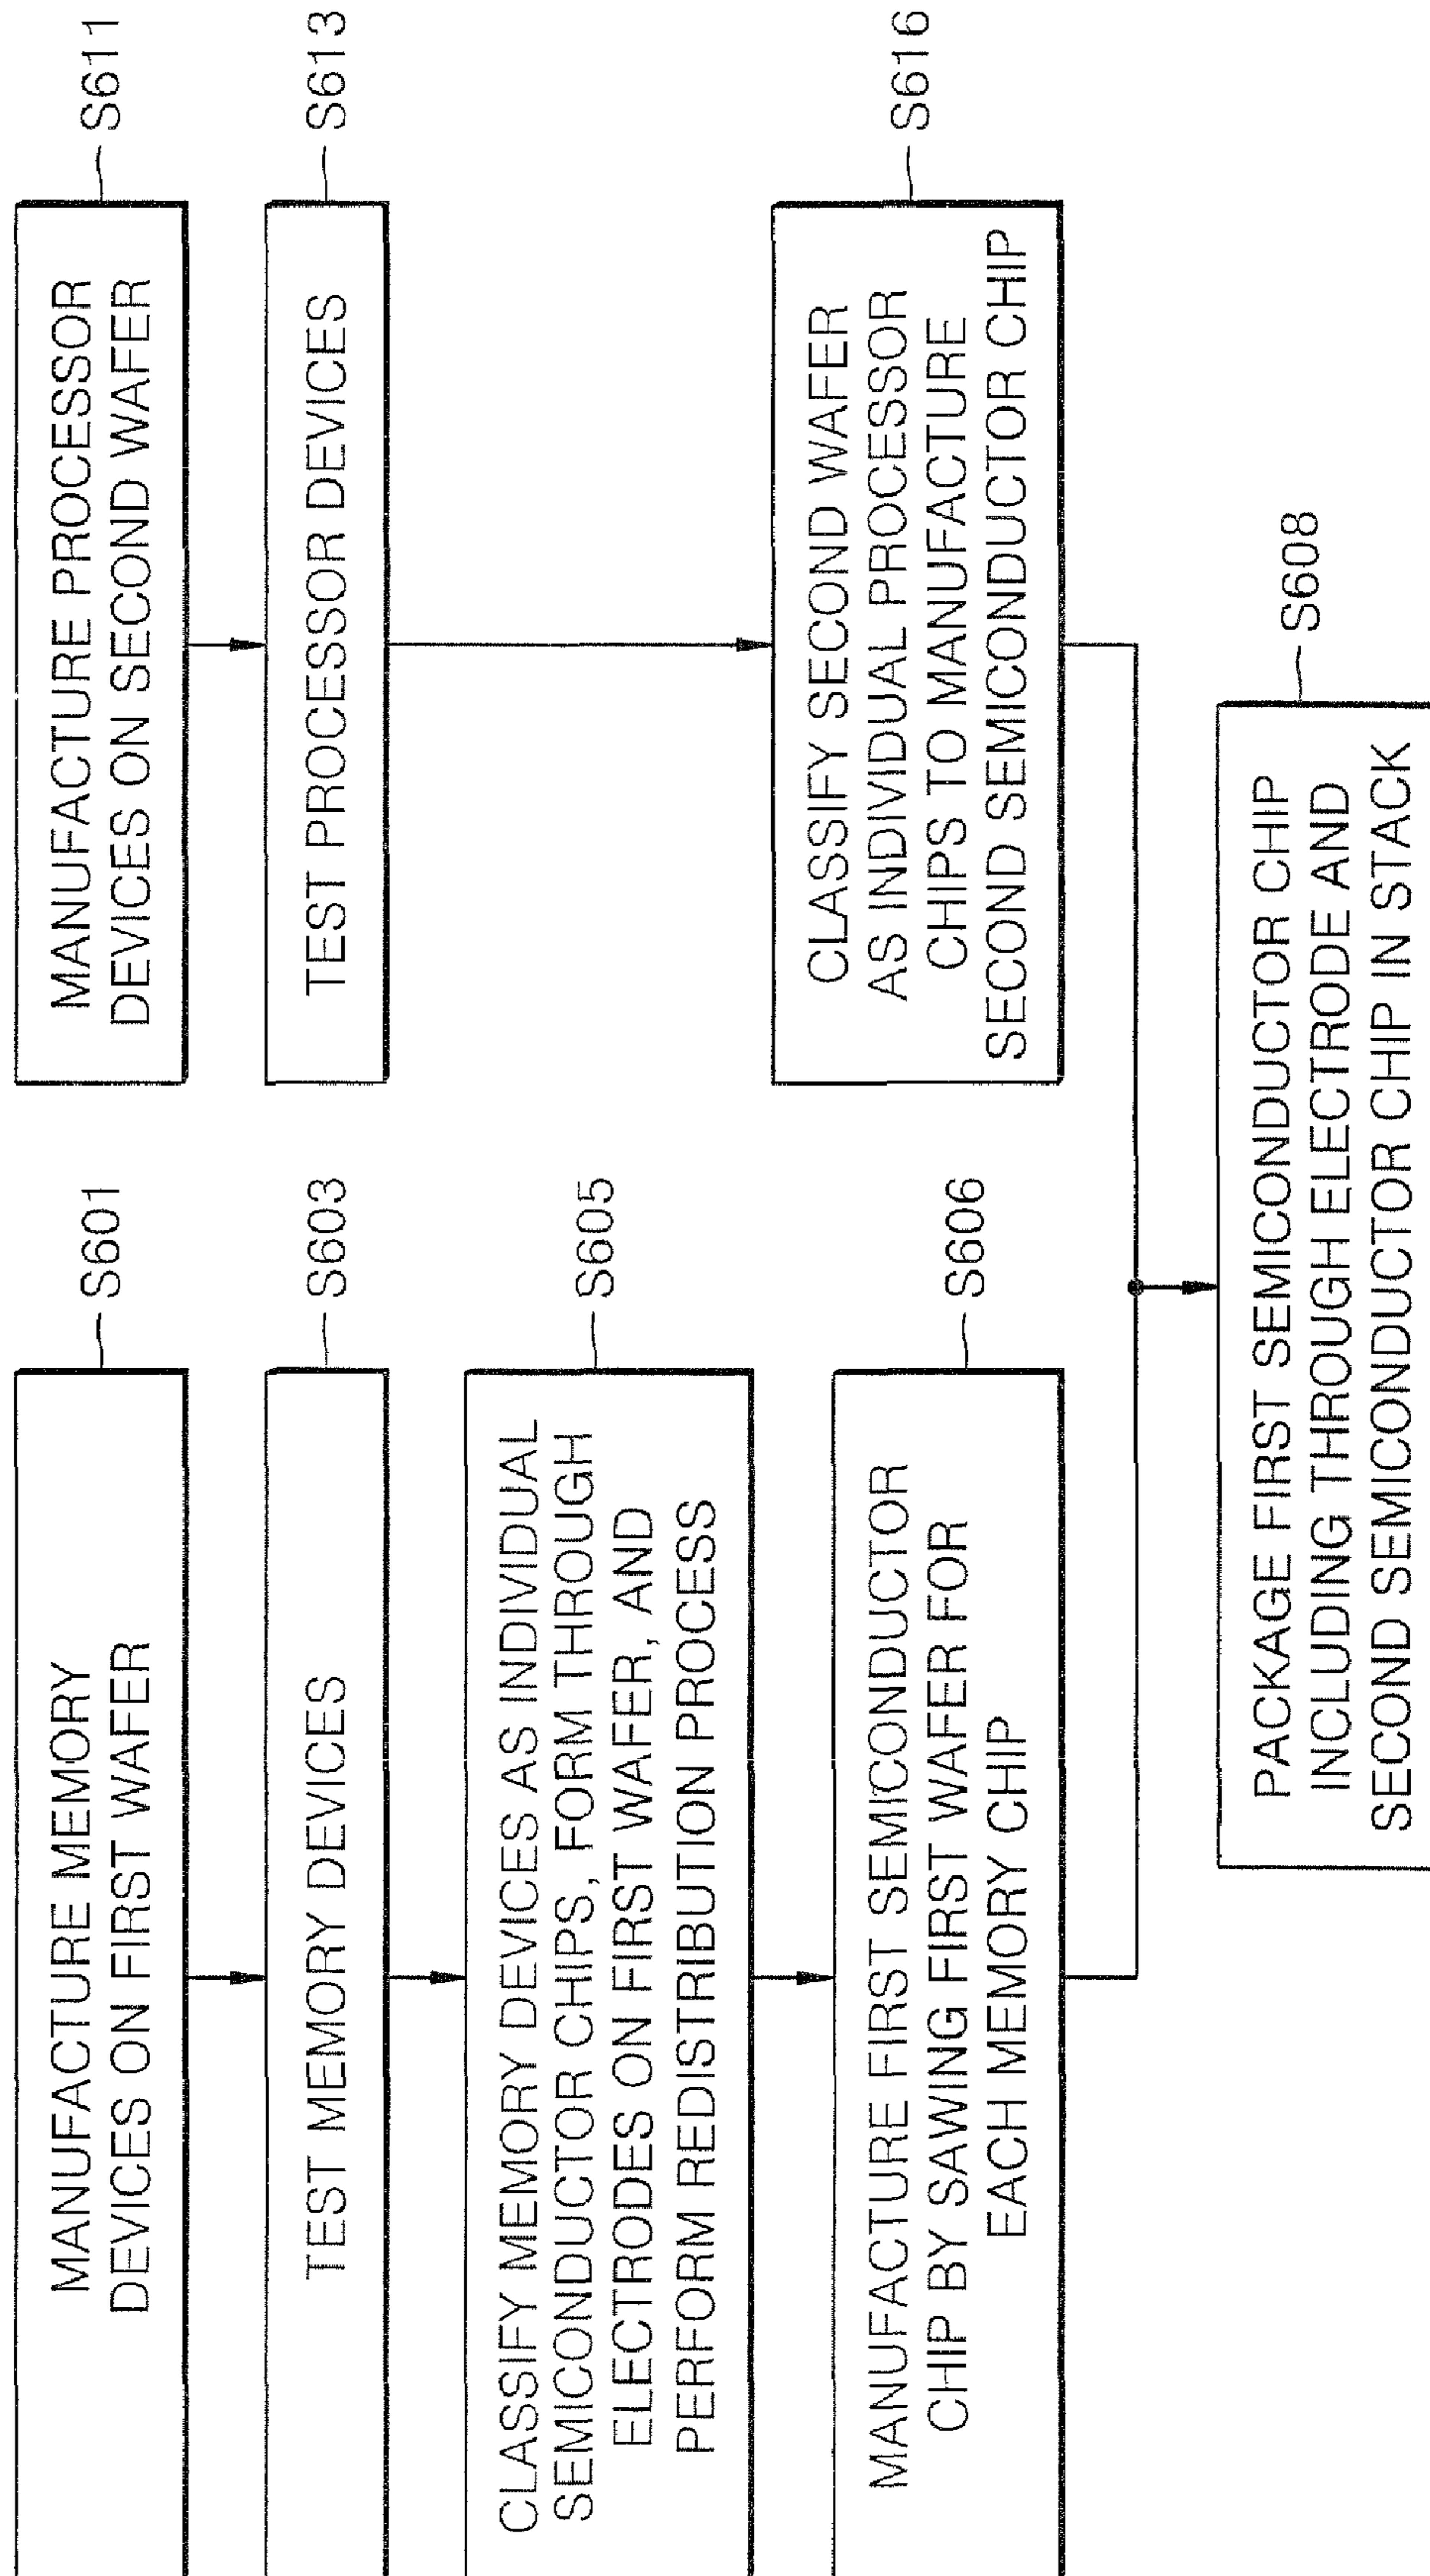 MANUFACTURE MEMORY
DEVICES ON FIRST WAFER
S601
TEST MEMORY DEVICES
S603
CLASSIFY MEMORY DEVICES AS INDIVIDUAL
SEMICONDUCTOR CHIPS, FORM THROUGH
ELECTRODES ON FIRST WAFER, AND
PERFORM REDISTRIBUTION PROCESS
S605
MANUFACTURE FIRST SEMICONDUCTOR
CHIP BY SAWING FIRST WAFER FOR
EACH MEMORY CHIP
S606
MANUFACTURE PROCESSOR
DEVICES ON SECOND WAFER
S611
TEST PROCESSOR DEVICES
S613
CLASSIFY SECOND WAFER
AS INDIVIDUAL PROCESSOR
CHIPS TO MANUFACTURE
SECOND SEMICONDUCTOR CHIP
S616
PACKAGE FIRST SEMICONDUCTOR CHIP
INCLUDING THROUGH ELECTRODE AND
SECOND SEMICONDUCTOR CHIP IN STACK
S608